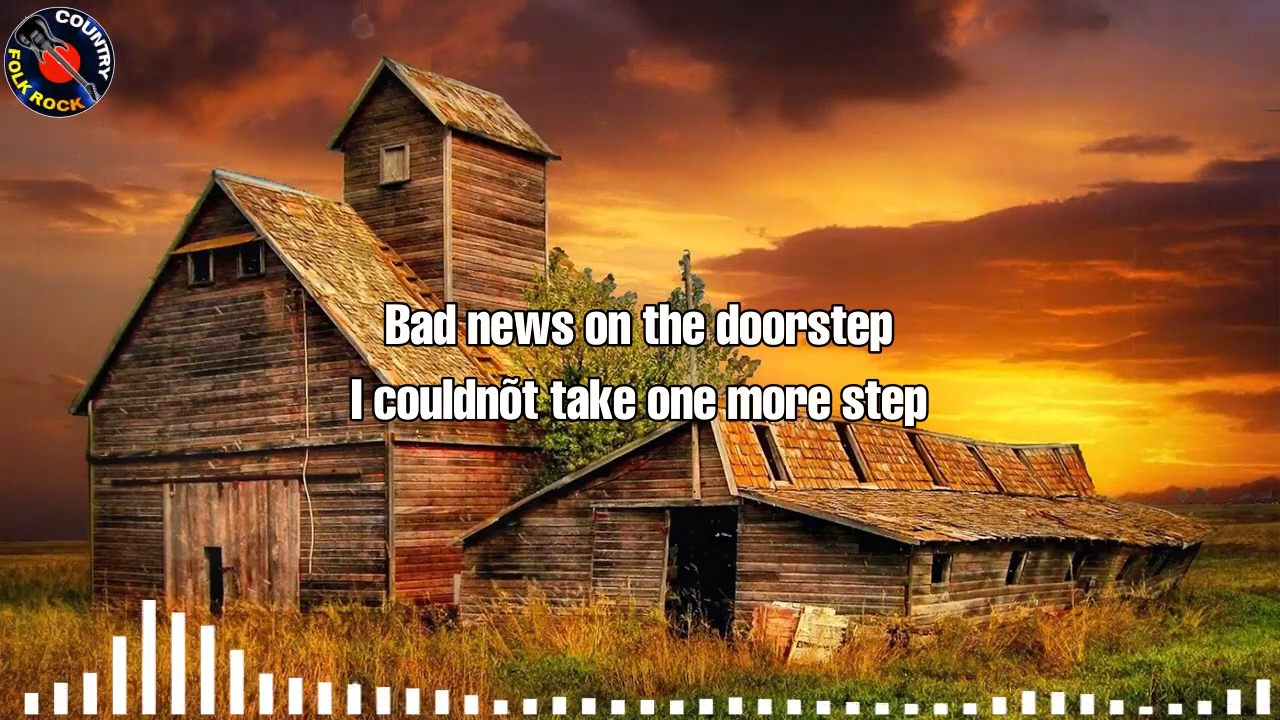 COUNTRY
FOLK ROCK
Bad news on the doorstep
I couldnõt take one more step